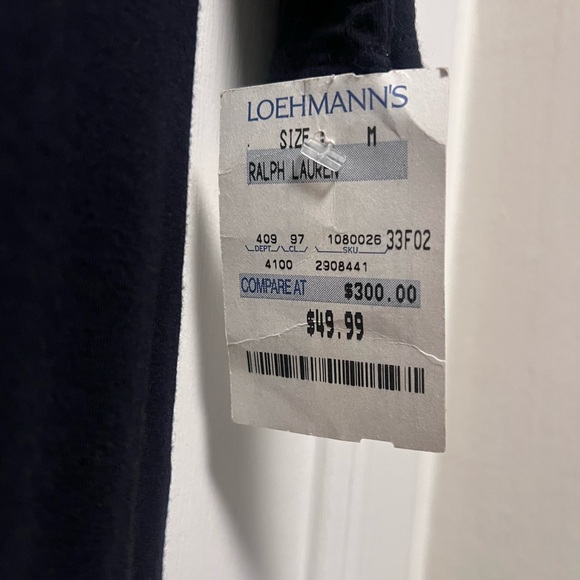 LOEHMANN'S
SIZE M
RALPH LAUREN
409 97 1080026 33F02
DEPT CL SKU
4100 2908441
COMPARE AT $300.00
$49.99